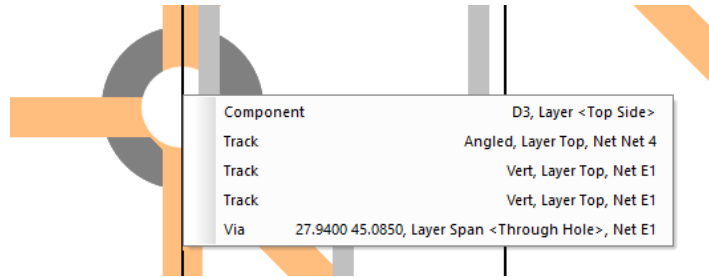 Component D3, Layer <Top Side>
Track Angled, Layer Top, Net Net 4
Track Vert, Layer Top, Net E1
Track Vert, Layer Top, Net E1
Via 27.9400 45.0850, Layer Span <Through Hole>, Net E1